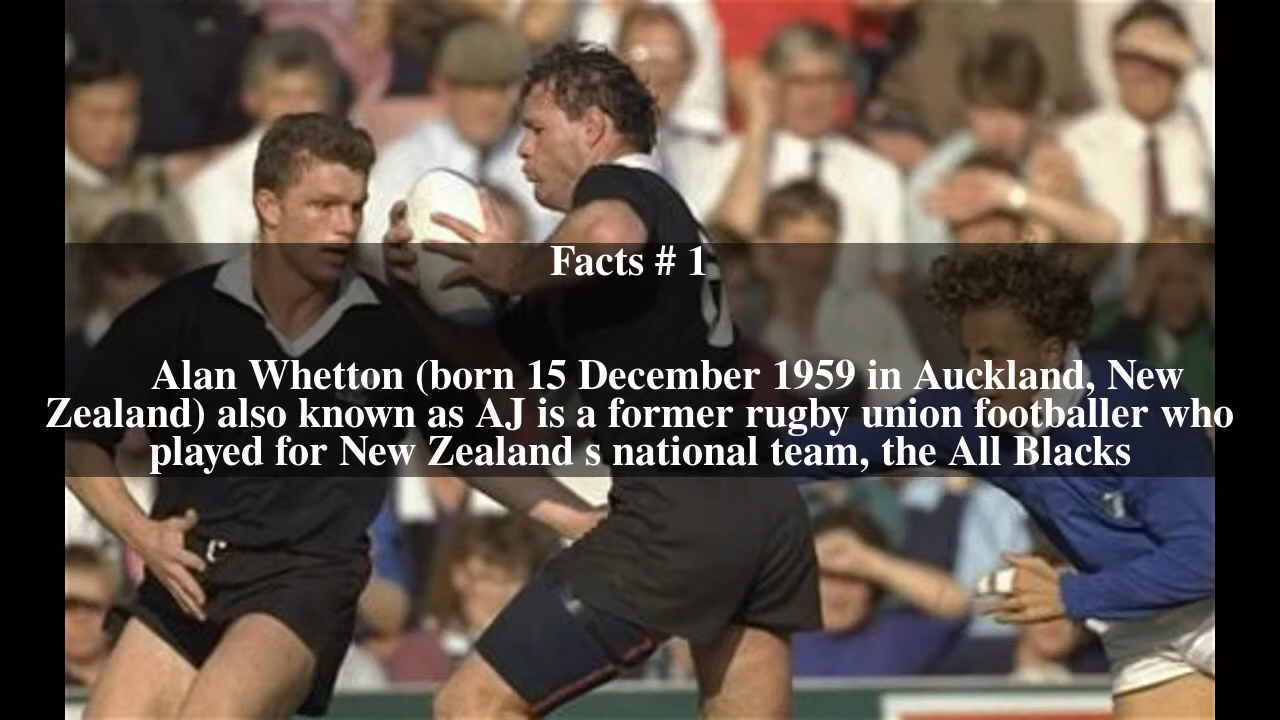 Facts # 1
Alan Whetton (born 15 December 1959 in Auckland, New
Zealand) also known as AJ is a former rugby union footballer who
played for New Zealand s national team, the All Blacks